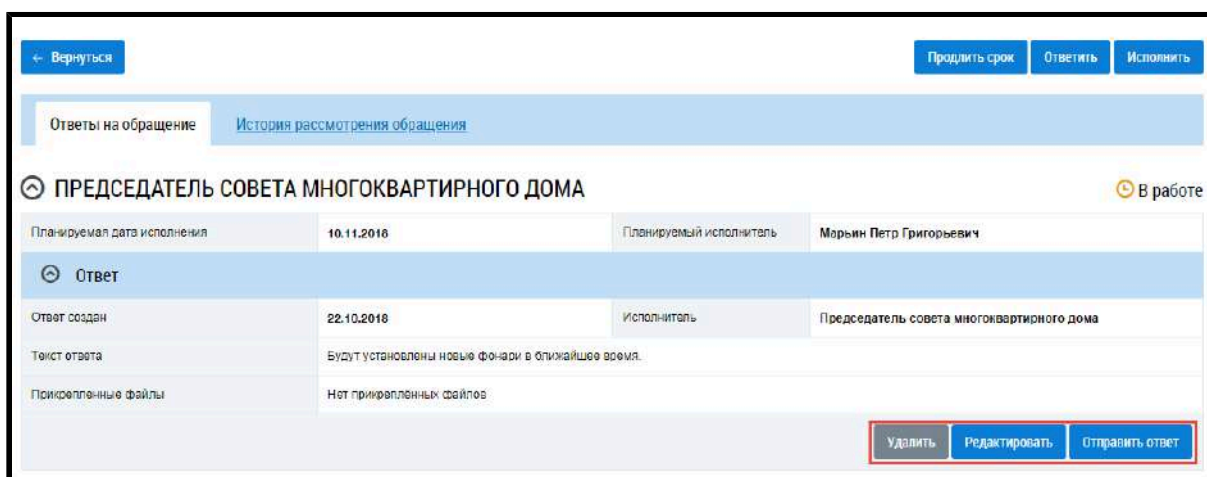 ← Вернуться Продлить срок Ответить Исполнить
Ответы на обращение История рассмотрения обращения
ПРЕДСЕДАТЕЛЬ СОВЕТА МНОГОКВАРТИРНОГО ДОМА В работе
Планируемая дата исполнения 10.11.2018 Планируемый исполнитель Марьин Петр Григорьевич
Ответ
Ответ создан 22.10.2018 Исполнитель Председатель совета многоквартирного дома
Текст ответа Будут установлены новые фонари в ближайшее время.
Прикрепленные файлы Нет прикреплённых файлов
Удалить Редактировать Отправить ответ